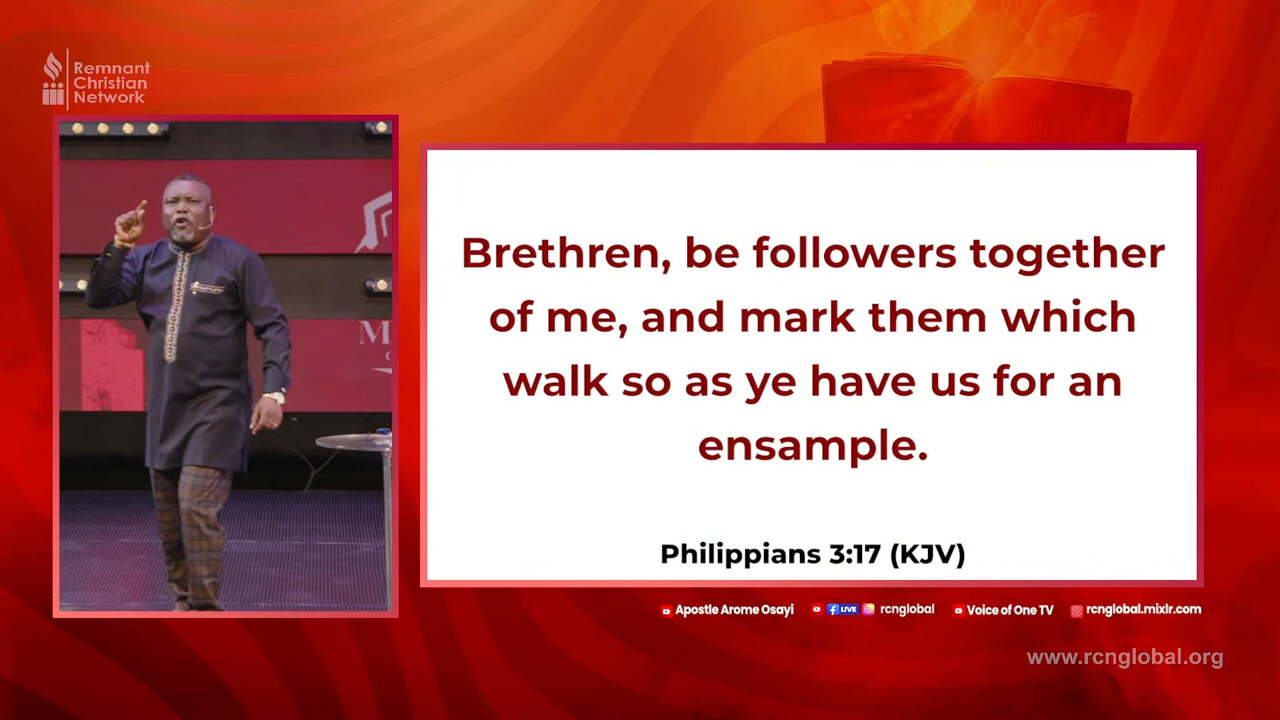 Remnant
Christian
Network
Brethren, be followers together
of me, and mark them which
walk so as ye have us for an
ensample.
Philippians 3:17 (KJV)
Apostle Arome Osayi LIVE rcnglobal Voice of One TV rcnglobal.mixlr.com
www.rcnglobal.org